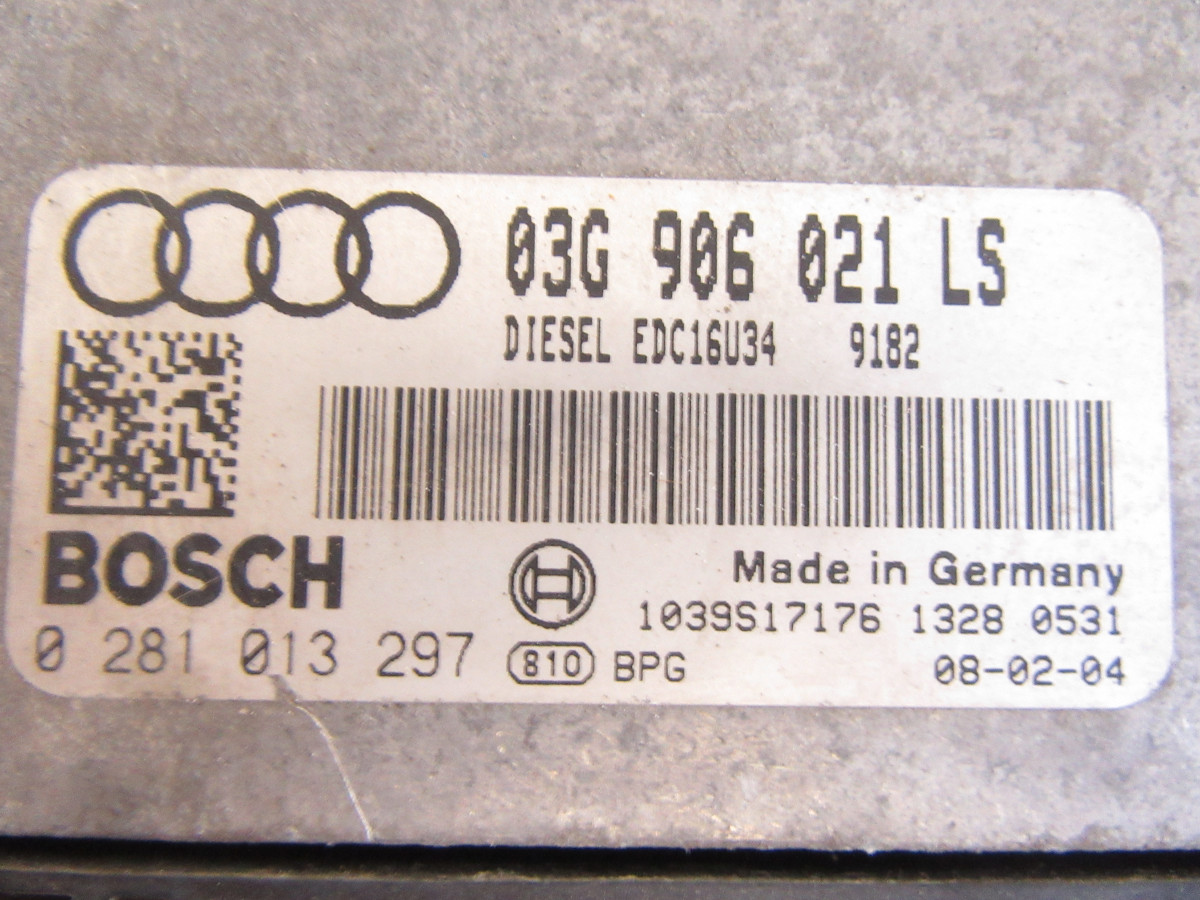 03G 906 021 LS
DIESEL EDC16U34 9182
BOSCH
Made in Germany
1039S17176 1328 0531
0 281 013 297
810 BPG 08-02-04